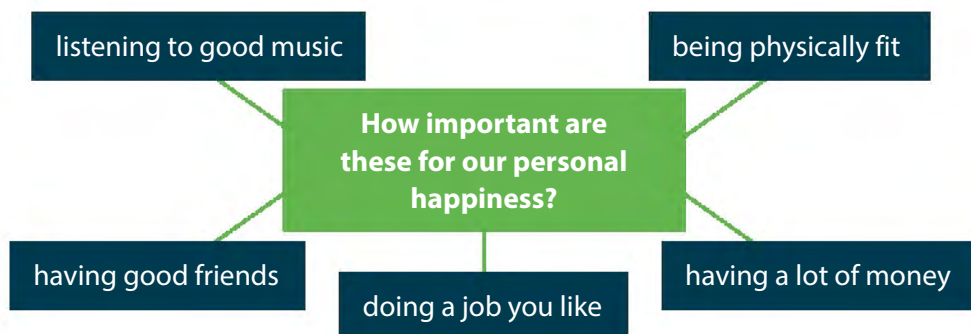 listening to good music
being physically fit
How important are
these for our personal
happiness?
having good friends
doing a job you like
having a lot of money